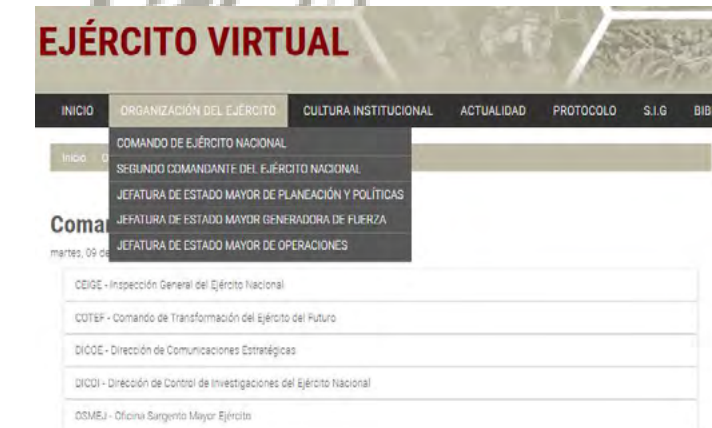 EJÉRCITO VIRTUAL
INICIO ORGANIZACIÓN DEL EJÉRCITO CULTURA INSTITUCIONAL ACTUALIDAD PROTOCOLO S.I.G BIB
COMANDO DE EJÉRCITO NACIONAL
Inicio
SEGUNDO COMANDANTE DEL EJÉRCITO NACIONAL
JEFATURA DE ESTADO MAYOR DE PLANEACIÓN Y POLÍTICAS
Coma
JEFATURA DE ESTADO MAYOR GENERADORA DE FUERZA
JEFATURA DE ESTADO MAYOR DE OPERACIONES
martes, 09 de
CEIGE - Inspección General del Ejército Nacional
COTEF - Comando de Transformación del Ejército del Futuro
DICOE - Dirección de Comunicaciones Estratégicas
DICOI - Dirección de Control de Investigaciones del Ejército Nacional
OSMEJ - Oficina Sargento Mayor Ejército